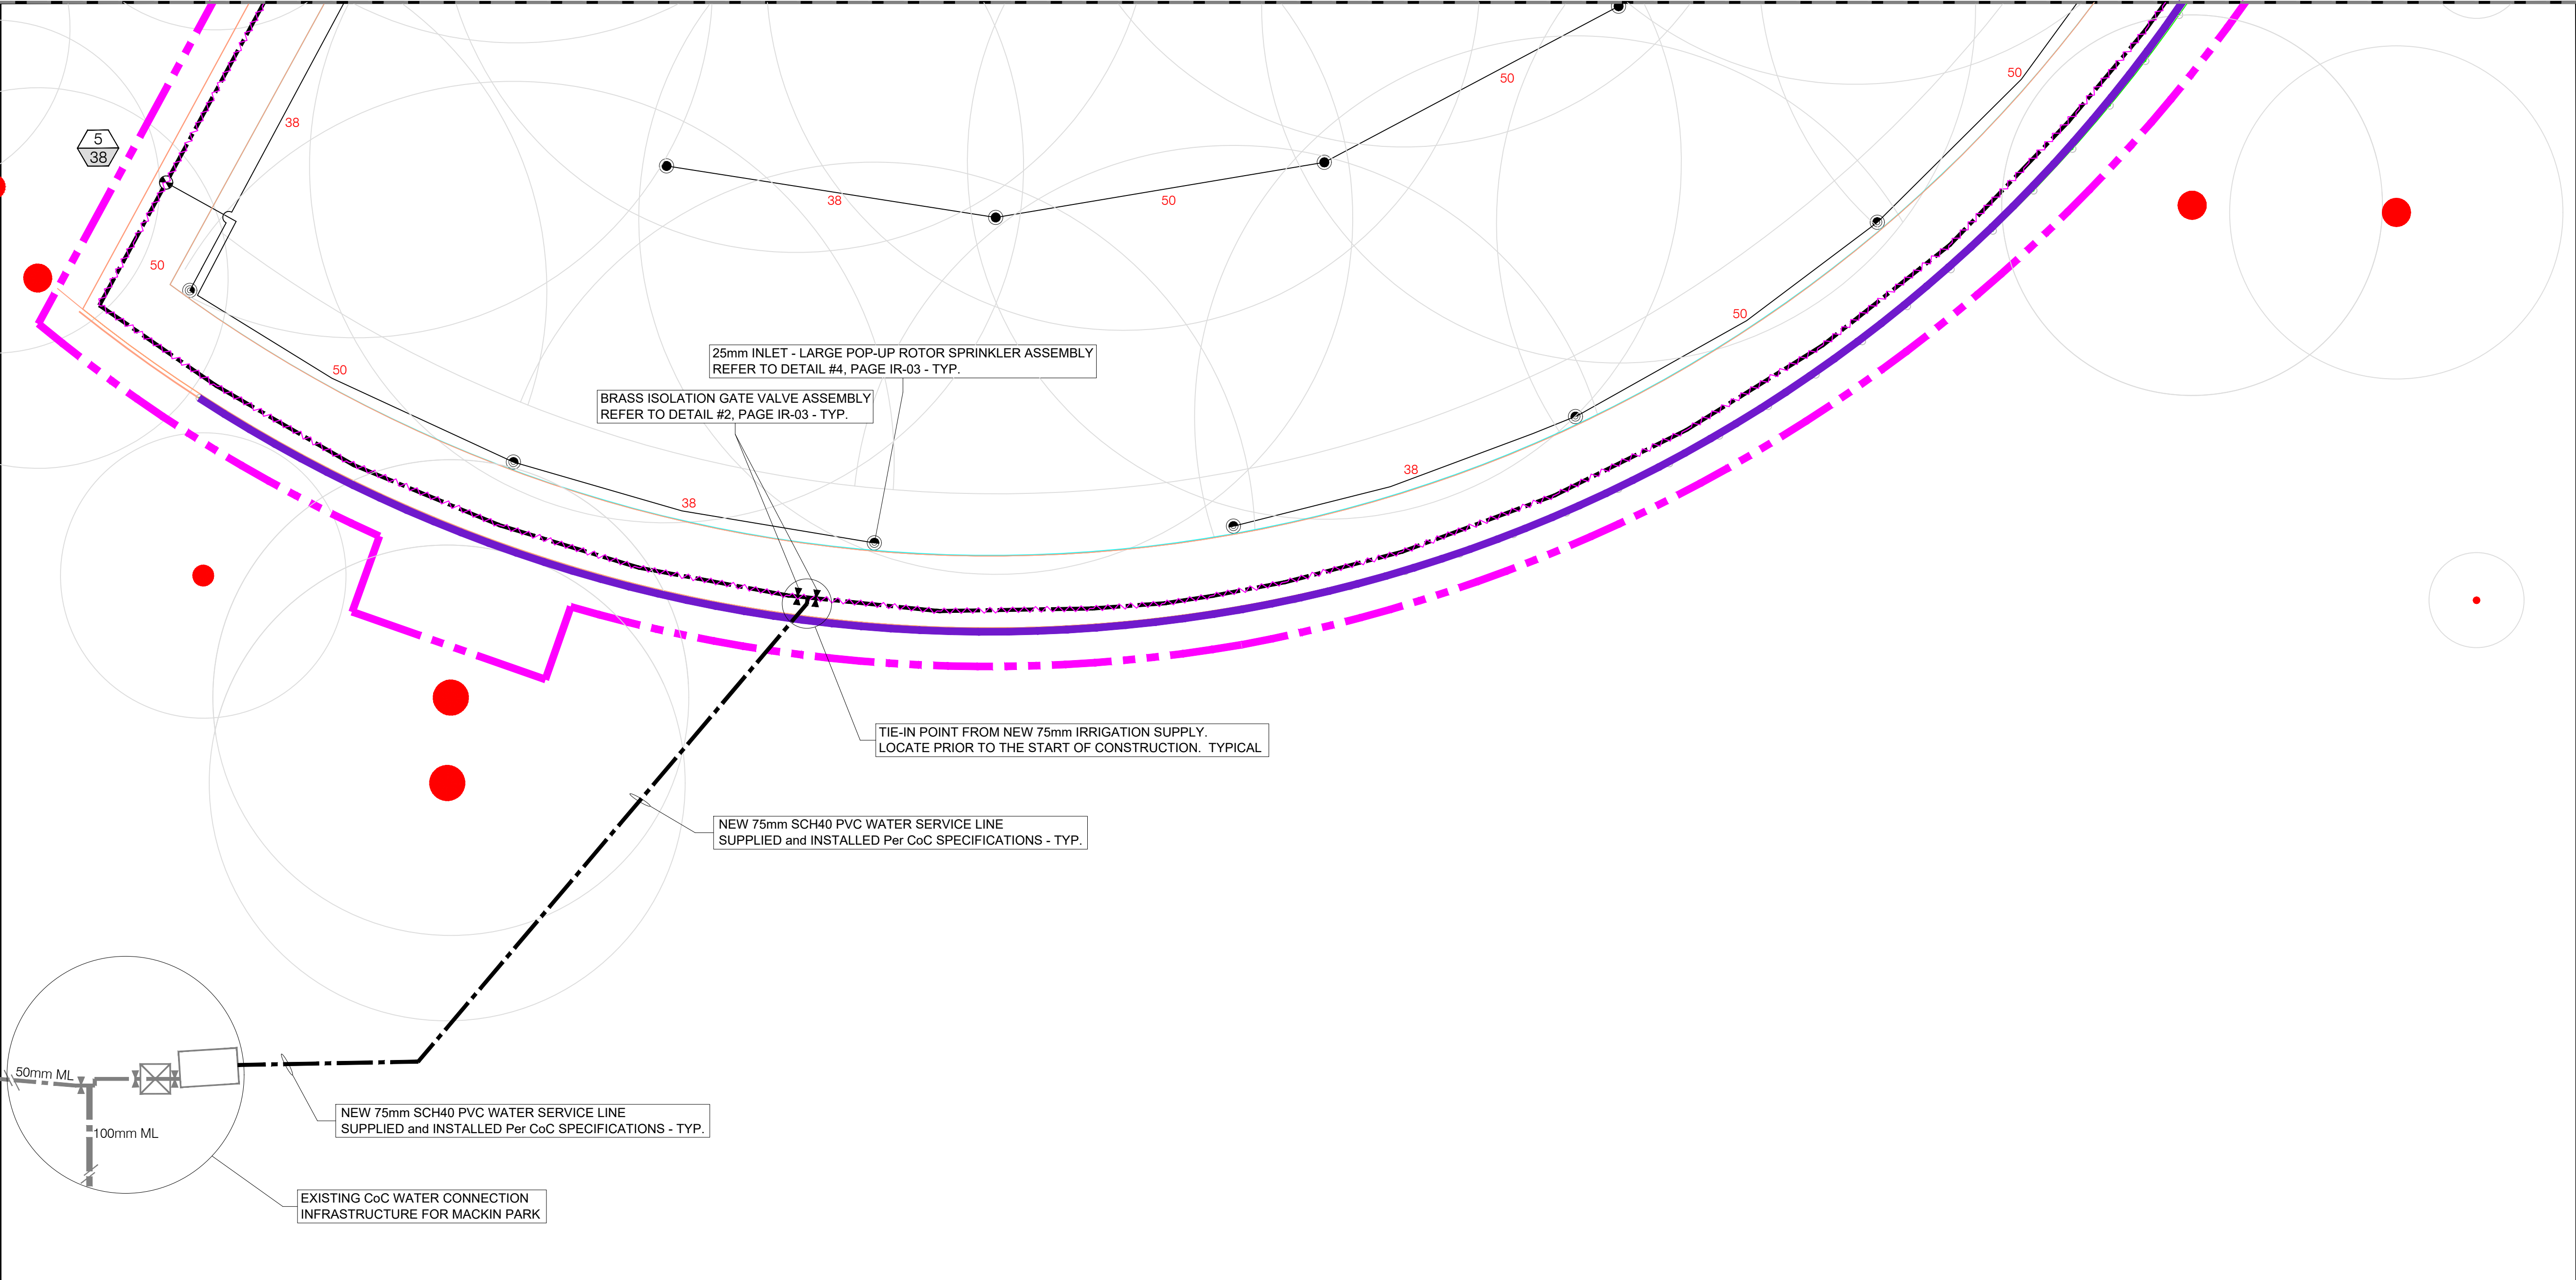 50
50
38
5
38
38
50
50
50
50
25mm INLET - LARGE POP-UP ROTOR SPRINKLER ASSEMBLY
REFER TO DETAIL #4, PAGE IR-03 - TYP.
BRASS ISOLATION GATE VALVE ASSEMBLY
REFER TO DETAIL #2, PAGE IR-03 - TYP.
38
38
TIE-IN POINT FROM NEW 75mm IRRIGATION SUPPLY.
LOCATE PRIOR TO THE START OF CONSTRUCTION. TYPICAL
NEW 75mm SCH40 PVC WATER SERVICE LINE
SUPPLIED and INSTALLED Per CoC SPECIFICATIONS - TYP.
50mm ML
100mm ML
NEW 75mm SCH40 PVC WATER SERVICE LINE
SUPPLIED and INSTALLED Per CoC SPECIFICATIONS - TYP.
EXISTING CoC WATER CONNECTION
INFRASTRUCTURE FOR MACKIN PARK